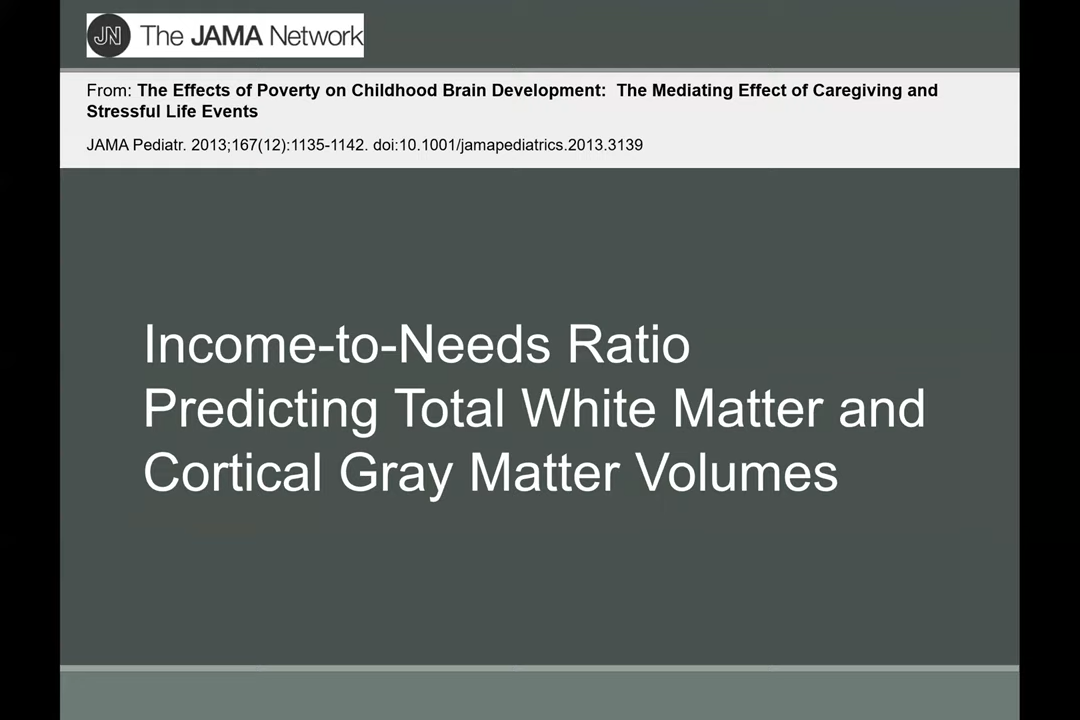 JN The JAMA Network
From: The Effects of Poverty on Childhood Brain Development: The Mediating Effect of Caregiving and
Stressful Life Events
JAMA Pediatr. 2013;167(12):1135-1142. doi:10.1001/jamapediatrics.2013.3139
Income-to-Needs Ratio
Predicting Total White Matter and
Cortical Gray Matter Volumes